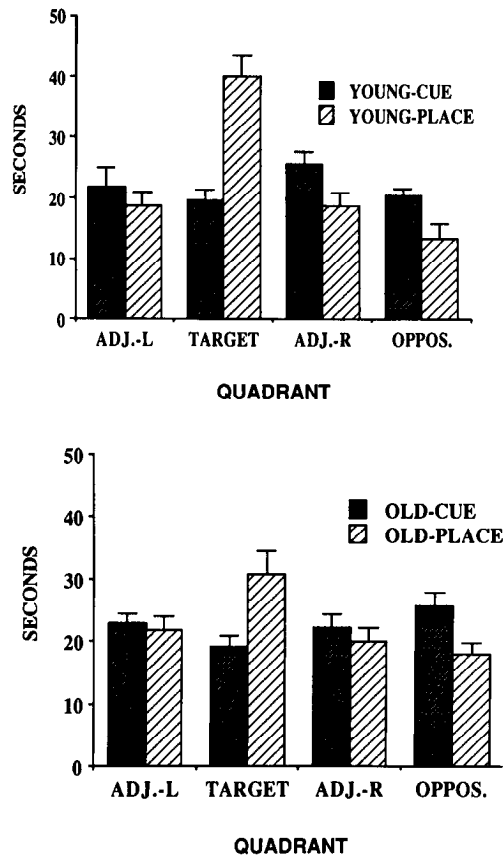 50
40
30
20
10
0
SECONDS
YOUNG-CUE
YOUNG-PLACE
ADJ.-L TARGET ADJ.-R OPPOS.
QUADRANT
50
40
30
20
10
0
SECONDS
OLD-CUE
OLD-PLACE
ADJ.-L TARGET ADJ.-R OPPOS.
QUADRANT